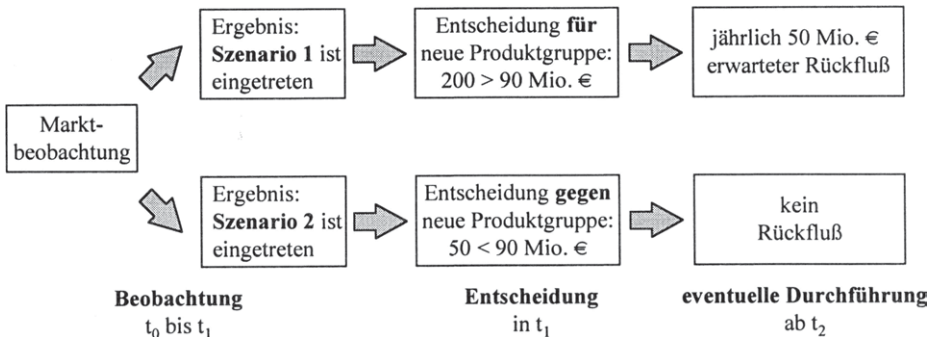 Markt-
beobachtung
Ergebnis:
Szenario 1 ist
eingetreten
Entscheidung für
neue Produktgruppe:
200 > 90 Mio. €
jährlich 50 Mio. €
erwarteter Rückfluß
Ergebnis:
Szenario 2 ist
eingetreten
Entscheidung gegen
neue Produktgruppe:
50 < 90 Mio. €
kein
Rückfluß
Beobachtung
t₀ bis t₁
Entscheidung
in t₁
eventuelle Durchführung
ab t₂